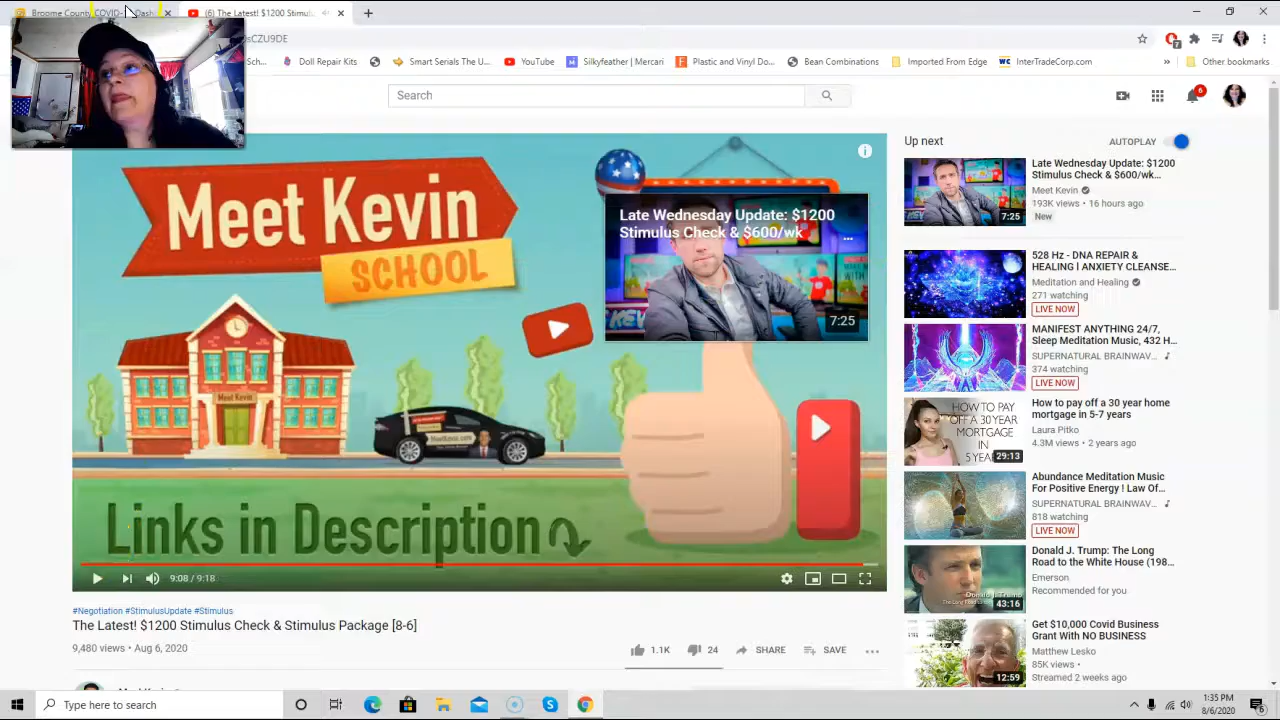 Broome County COVID-
Dash
(6) The Latest! $1200 Stimul
sCZU9DE
Sch...
Doll Repair Kits
Smart Serials The U...
YouTube
Silkyfeather | Mercari
Plastic and Vinyl Do...
Bean Combinations
Imported From Edge
InterTradeCorp.com
»
Other bookmarks
Search
6
Meet Kevin
SCHOOL
Late Wednesday Update: $1200
Stimulus Check & $600/wk
7:25
Meet Kevin
Links in Description
9:08 / 9:18
#Negotiation #StimulusUpdate #Stimulus
The Latest! $1200 Stimulus Check & Stimulus Package [8-6]
9,480 views • Aug 6, 2020
1.1K
24
SHARE
SAVE
Up next
AUTOPLAY
Late Wednesday Update: $1200
Stimulus Check & $600/wk...
Meet Kevin
193K views • 16 hours ago
New
7:25
528 Hz - DNA REPAIR &
HEALING l ANXIETY CLEANSE...
Meditation and Healing
271 watching
LIVE NOW
MANIFEST ANYTHING 24/7,
Sleep Meditation Music, 432 H...
SUPERNATURAL BRAINWAV...
374 watching
LIVE NOW
HOW TO PAY
OFF A 30 YEAR
MORTGAGE
IN
5 YEA
29:13
How to pay off a 30 year home
mortgage in 5-7 years
Laura Pitko
4.3M views • 2 years ago
Abundance Meditation Music
For Positive Energy ! Law Of...
SUPERNATURAL BRAINWAV...
818 watching
LIVE NOW
Donald J. Trump: The Long
Road to the White House (198...
Emerson
Recommended for you
43:16
Get $10,000 Covid Business
Grant With NO BUSINESS
Matthew Lesko
85K views •
Streamed 2 weeks ago
12:59
Type here to search
1:35 PM
8/6/2020
6